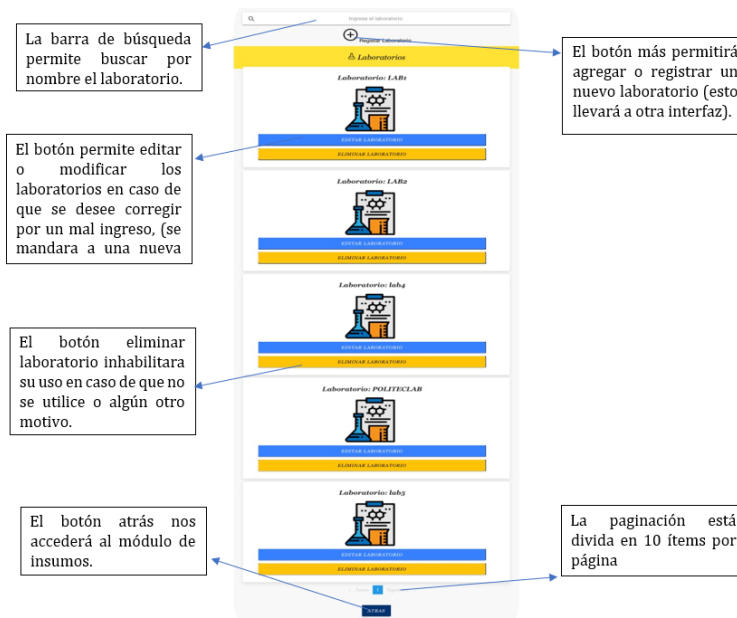 La barra de búsqueda
permite buscar por
nombre el laboratorio.
Ingrese el laboratorio
Registrar Laboratorio
Laboratorios
El botón más permitirá
agregar o registrar un
nuevo laboratorio (esto
llevará a otra interfaz).
Laboratorio: LAB1
EDITAR LABORATORIO
ELIMINAR LABORATORIO
El botón permite editar
o modificar los
laboratorios en caso de
que se desee corregir
por un mal ingreso, (se
mandara a una nueva
Laboratorio: LAB2
EDITAR LABORATORIO
ELIMINAR LABORATORIO
Laboratorio: lab4
EDITAR LABORATORIO
ELIMINAR LABORATORIO
El botón eliminar
laboratorio inhabilitara
su uso en caso de que no
se utilice o algún otro
motivo.
Laboratorio: POLITECLAB
EDITAR LABORATORIO
ELIMINAR LABORATORIO
Laboratorio: lab5
EDITAR LABORATORIO
ELIMINAR LABORATORIO
El botón atrás nos
accederá al módulo de
insumos.
La paginación está
divida en 10 ítems por
página
1
ATRAS